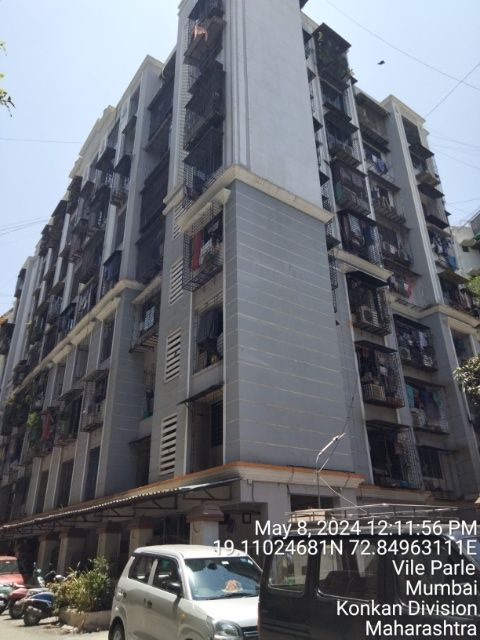 May 8, 2024 12:11:56 PM
19.11024681N 72.84963111E
Vile Parle
Mumbai
Konkan Division
Maharashtra